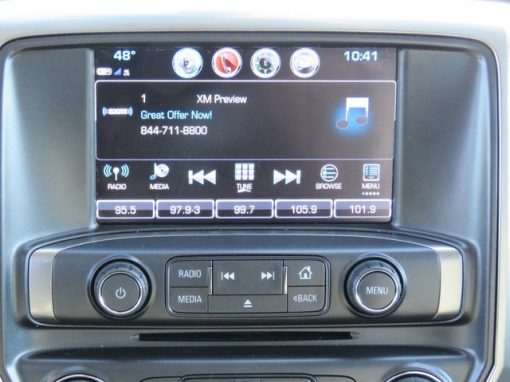 48° 10:41
1 XM Preview
((SXM))
Great Offer Now!
844-711-8800
RADIO MEDIA TUNE BROWSE MENU
95.5 97.9-3 99.7 105.9 101.9
RADIO MENU
MEDIA <BACK